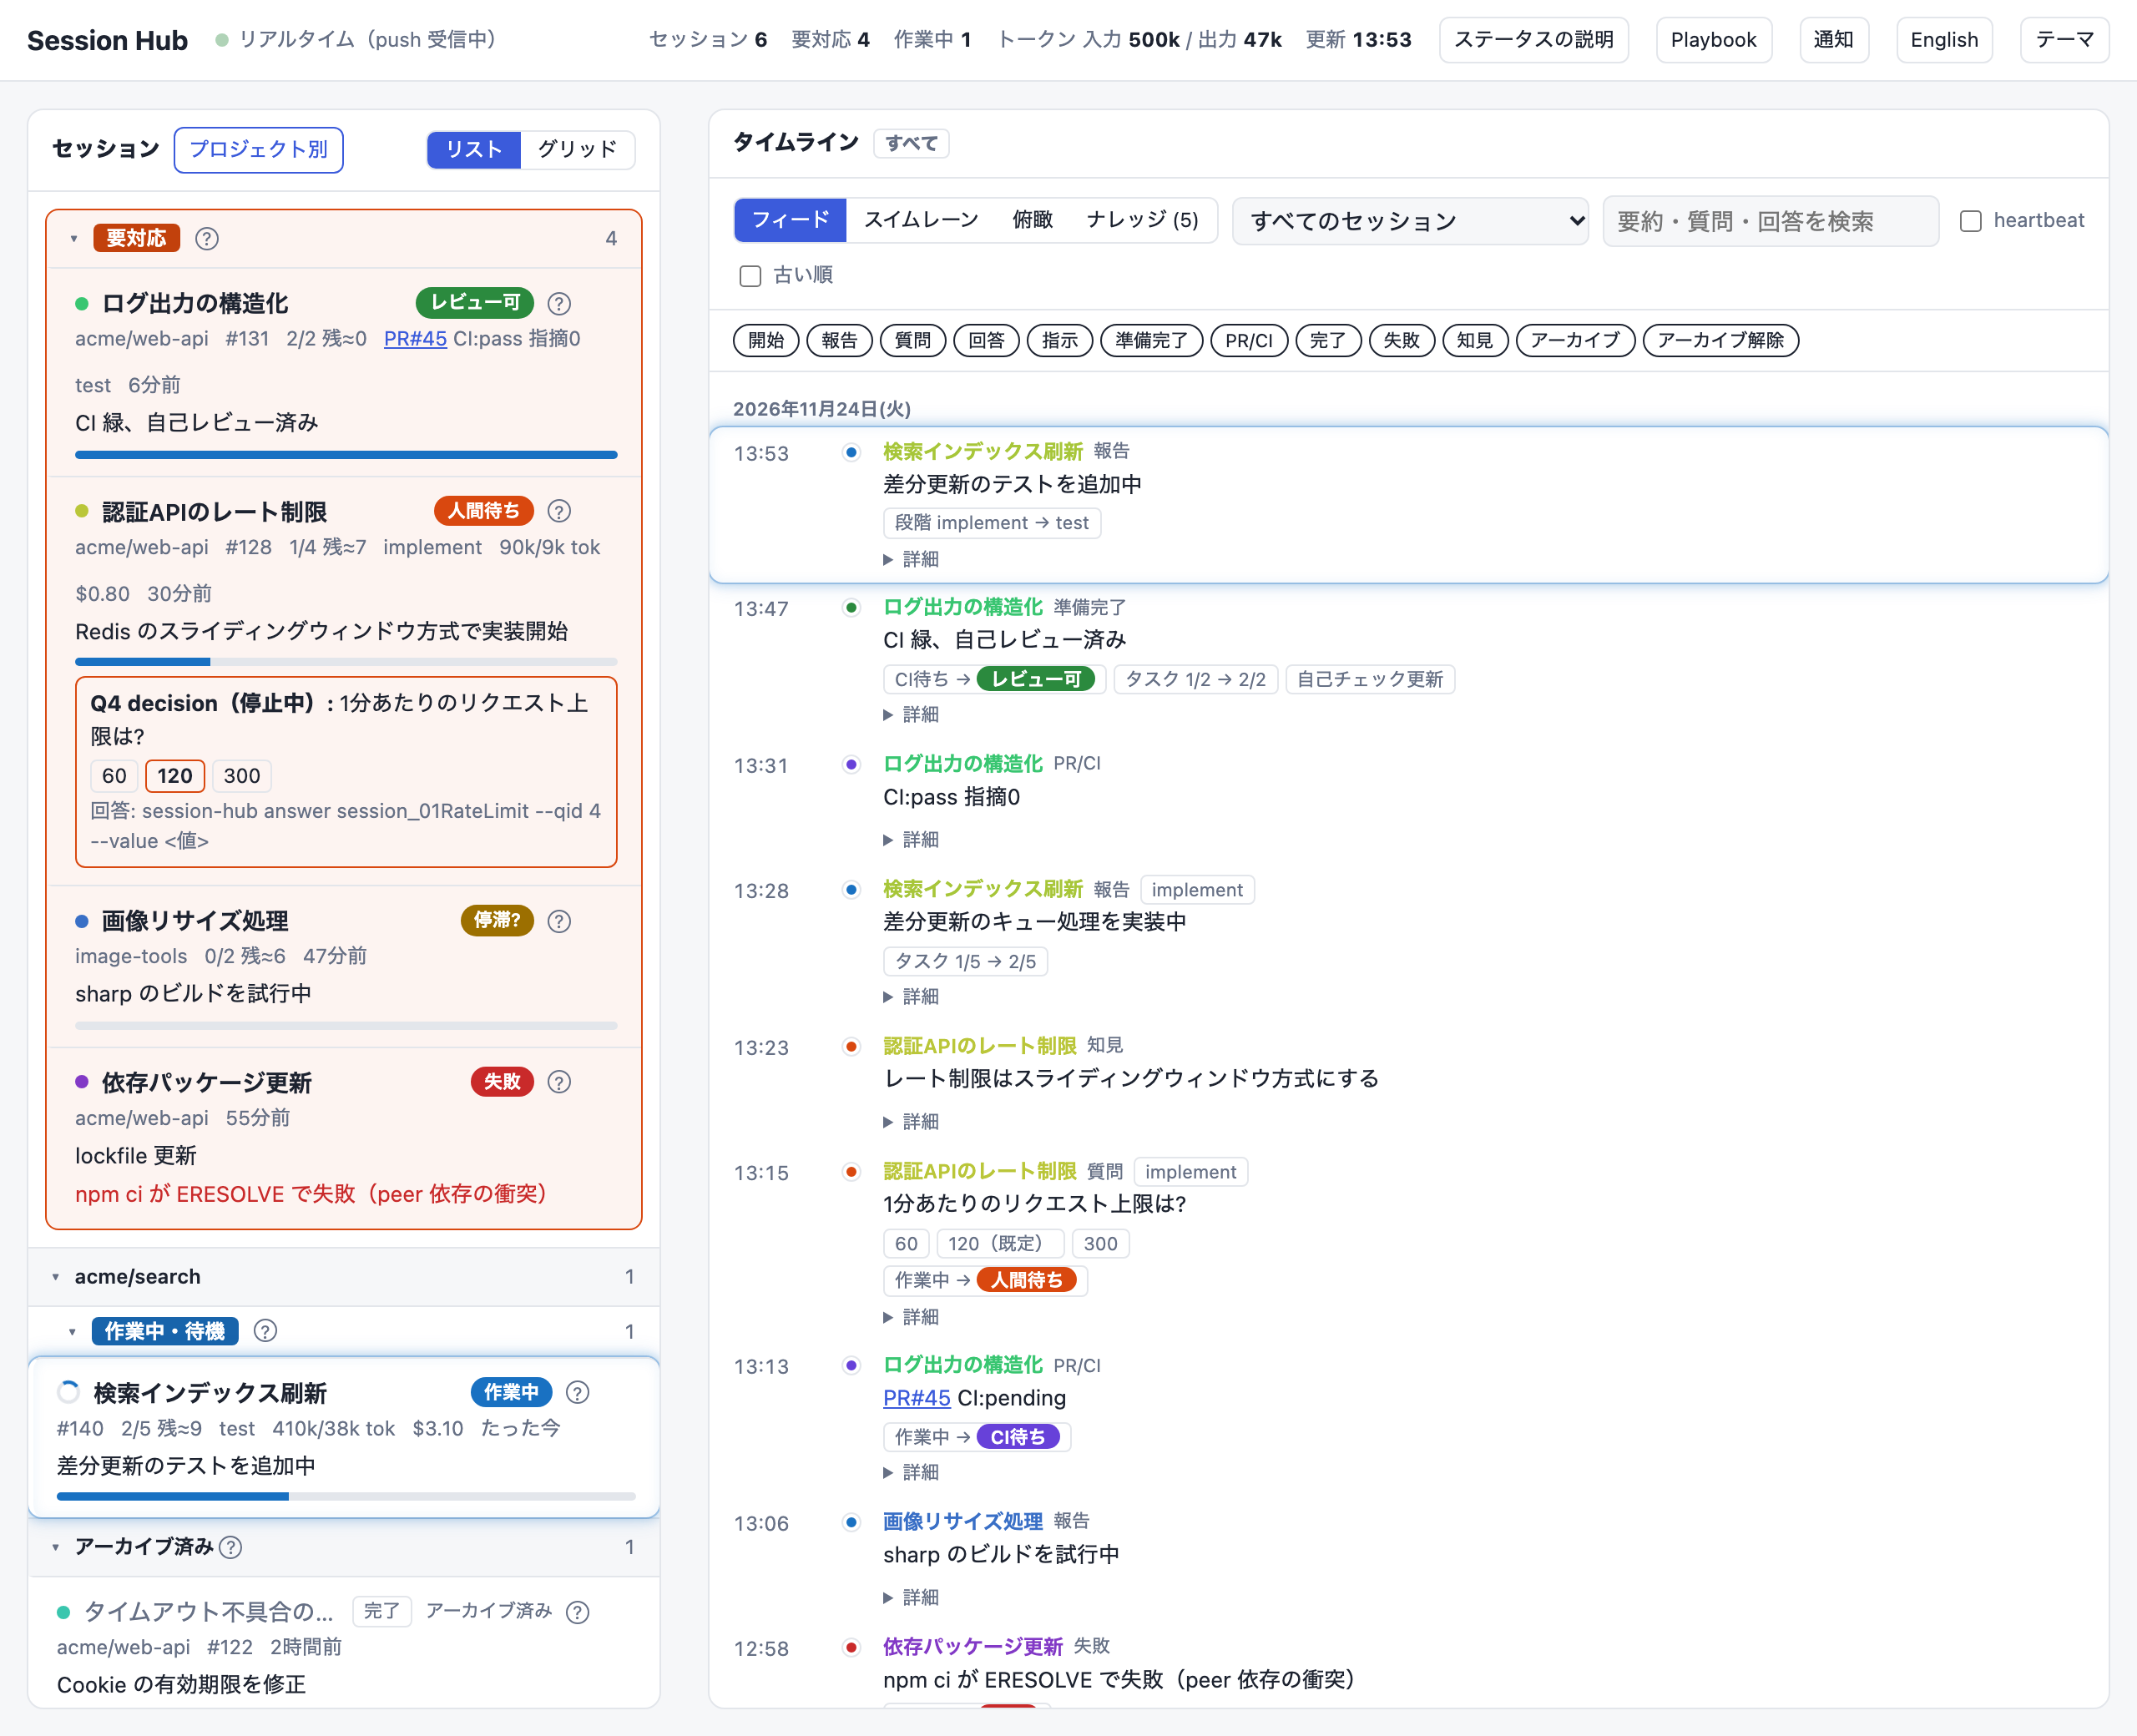 Session Hub
リアルタイム（push 受信中）
セッション 6 要対応 4 作業中 1 トークン 入力 500k / 出力 47k 更新 13:53
ステータスの説明
Playbook
通知
English
テーマ
セッション プロジェクト別 リスト グリッド
▾ 要対応 ? 4
ログ出力の構造化 レビュー可 ?
acme/web-api #131 2/2 残≈0 PR#45 CI:pass 指摘0
test 6分前
CI 緑、自己レビュー済み
認証APIのレート制限 人間待ち ?
acme/web-api #128 1/4 残≈7 implement 90k/9k tok
$0.80 30分前
Redis のスライディングウィンドウ方式で実装開始
Q4 decision（停止中）: 1分あたりのリクエスト上
限は?
60 120 300
回答: session-hub answer session_01RateLimit --qid 4
--value <値>
画像リサイズ処理 停滞? ?
image-tools 0/2 残≈6 47分前
sharp のビルドを試行中
依存パッケージ更新 失敗 ?
acme/web-api 55分前
lockfile 更新
npm ci が ERESOLVE で失敗（peer 依存の衝突）
▾ acme/search 1
▾ 作業中・待機 ? 1
検索インデックス刷新 作業中 ?
#140 2/5 残≈9 test 410k/38k tok $3.10 たった今
差分更新のテストを追加中
▾ アーカイブ済み ? 1
タイムアウト不具合の... 完了 アーカイブ済み ?
acme/web-api #122 2時間前
Cookie の有効期限を修正
タイムライン すべて
フィード スイムレーン 俯瞰 ナレッジ (5) すべてのセッション 要約・質問・回答を検索 heartbeat
古い順
開始 報告 質問 回答 指示 準備完了 PR/CI 完了 失敗 知見 アーカイブ アーカイブ解除
2026年11月24日(火)
13:53 検索インデックス刷新 報告
差分更新のテストを追加中
段階 implement → test
▶ 詳細
13:47 ログ出力の構造化 準備完了
CI 緑、自己レビュー済み
CI待ち → レビュー可 タスク 1/2 → 2/2 自己チェック更新
▶ 詳細
13:31 ログ出力の構造化 PR/CI
CI:pass 指摘0
▶ 詳細
13:28 検索インデックス刷新 報告 implement
差分更新のキュー処理を実装中
タスク 1/5 → 2/5
▶ 詳細
13:23 認証APIのレート制限 知見
レート制限はスライディングウィンドウ方式にする
▶ 詳細
13:15 認証APIのレート制限 質問 implement
1分あたりのリクエスト上限は?
60 120（既定） 300
作業中 → 人間待ち
▶ 詳細
13:13 ログ出力の構造化 PR/CI
PR#45 CI:pending
作業中 → CI待ち
▶ 詳細
13:06 画像リサイズ処理 報告
sharp のビルドを試行中
▶ 詳細
12:58 依存パッケージ更新 失敗
npm ci が ERESOLVE で失敗（peer 依存の衝突）